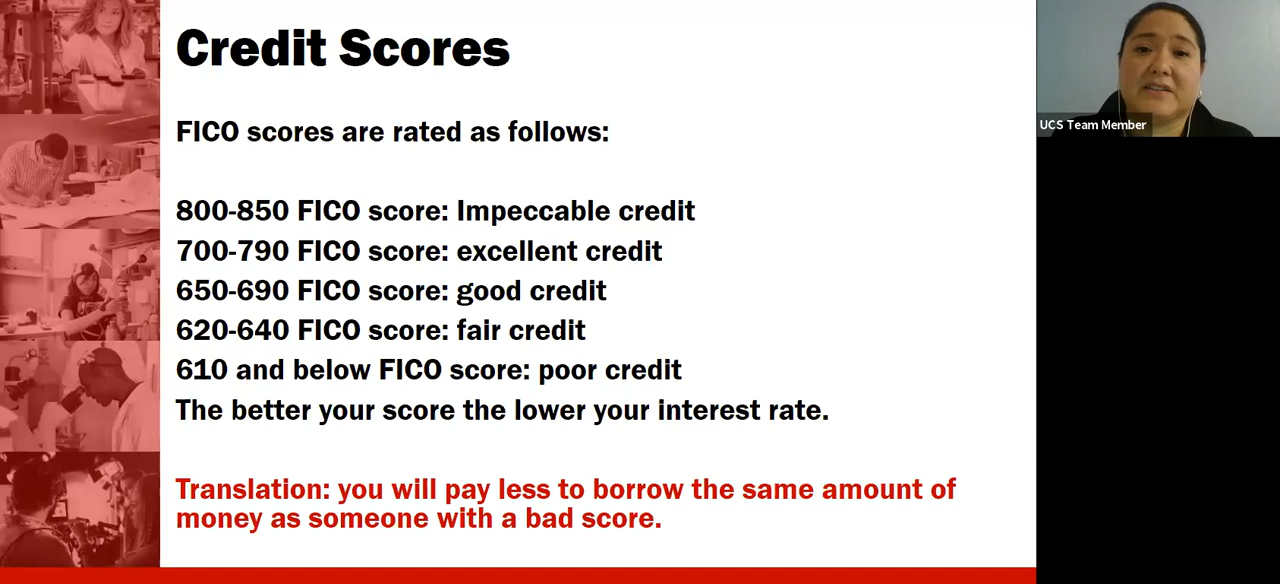 Credit Scores
FICO scores are rated as follows:
800-850 FICO score: Impeccable credit
700-790 FICO score: excellent credit
650-690 FICO score: good credit
620-640 FICO score: fair credit
610 and below FICO score: poor credit
The better your score the lower your interest rate.
Translation: you will pay less to borrow the same amount of
money as someone with a bad score.
UCS Team Member